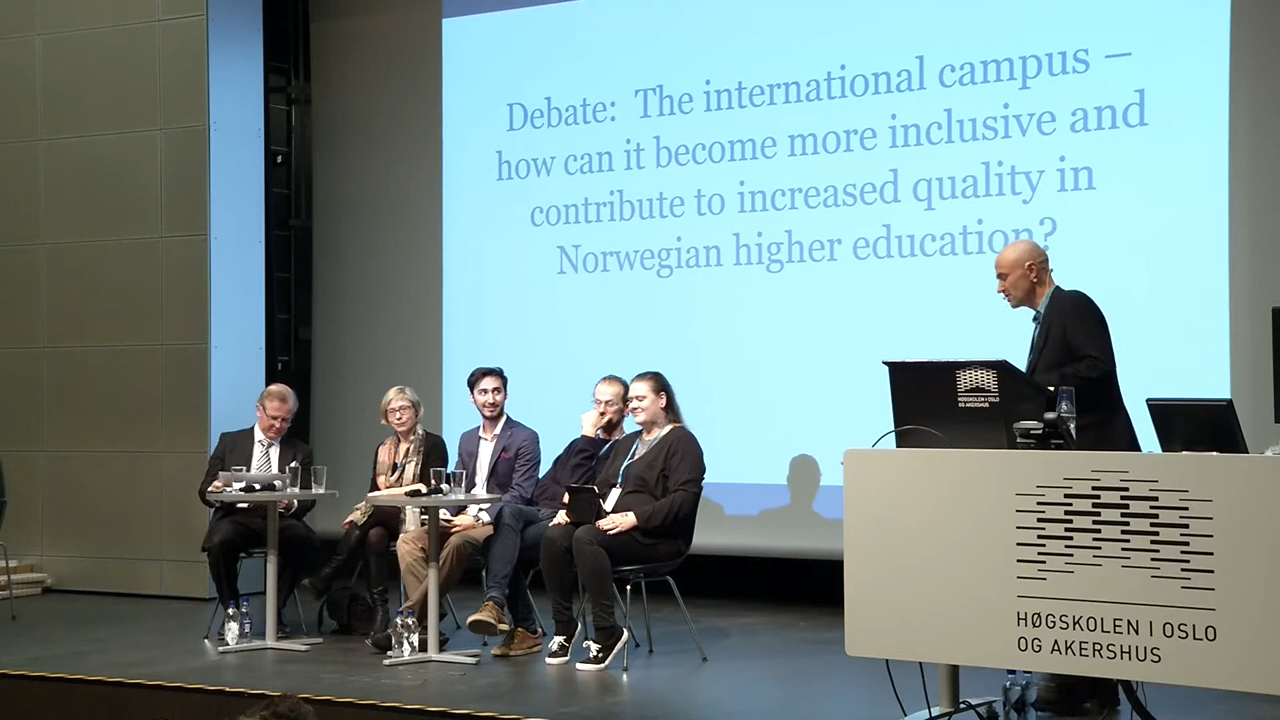 Debate: The international campus –
how can it become more inclusive and
contribute to increased quality in
Norwegian higher education?
HØGSKOLEN I OSLO
OG AKERSHUS
HØGSKOLEN I OSLO
OG AKERSHUS